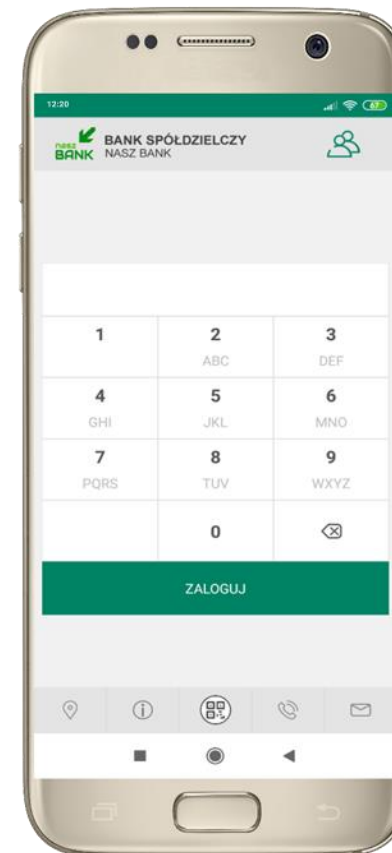 12:20
67
nasz
BANK
BANK SPÓŁDZIELCZY
NASZ BANK
1 2 3
ABC DEF
4 5 6
GHI JKL MNO
7 8 9
PQRS TUV WXYZ
0
ZALOGUJ